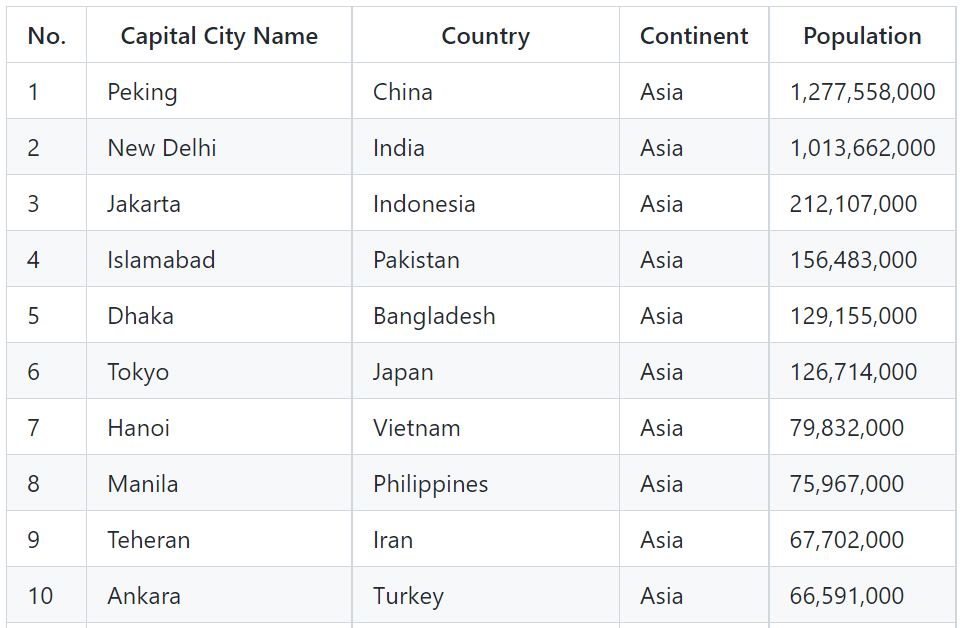 No. Capital City Name Country Continent Population
1 Peking China Asia 1,277,558,000
2 New Delhi India Asia 1,013,662,000
3 Jakarta Indonesia Asia 212,107,000
4 Islamabad Pakistan Asia 156,483,000
5 Dhaka Bangladesh Asia 129,155,000
6 Tokyo Japan Asia 126,714,000
7 Hanoi Vietnam Asia 79,832,000
8 Manila Philippines Asia 75,967,000
9 Teheran Iran Asia 67,702,000
10 Ankara Turkey Asia 66,591,000